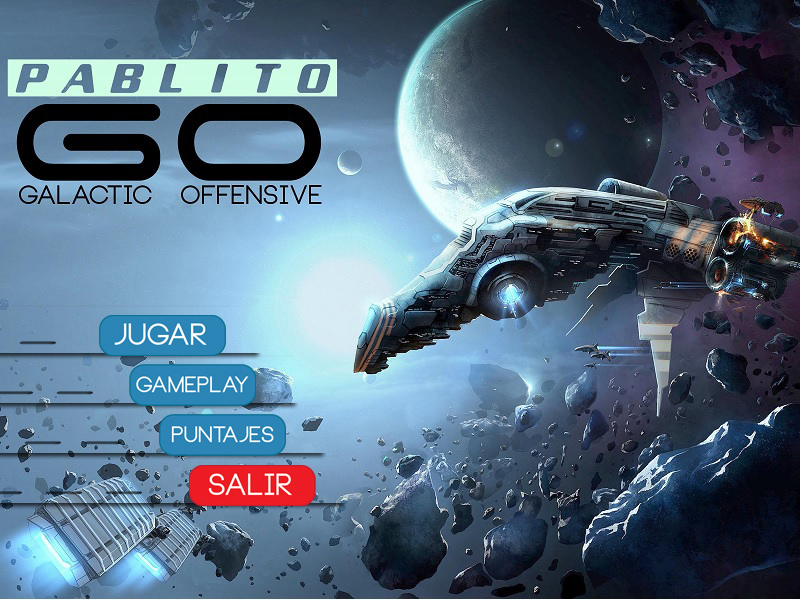 PABLITO
GO
GALACTIC OFFENSIVE
JUGAR
GAMEPLAY
PUNTAJES
SALIR